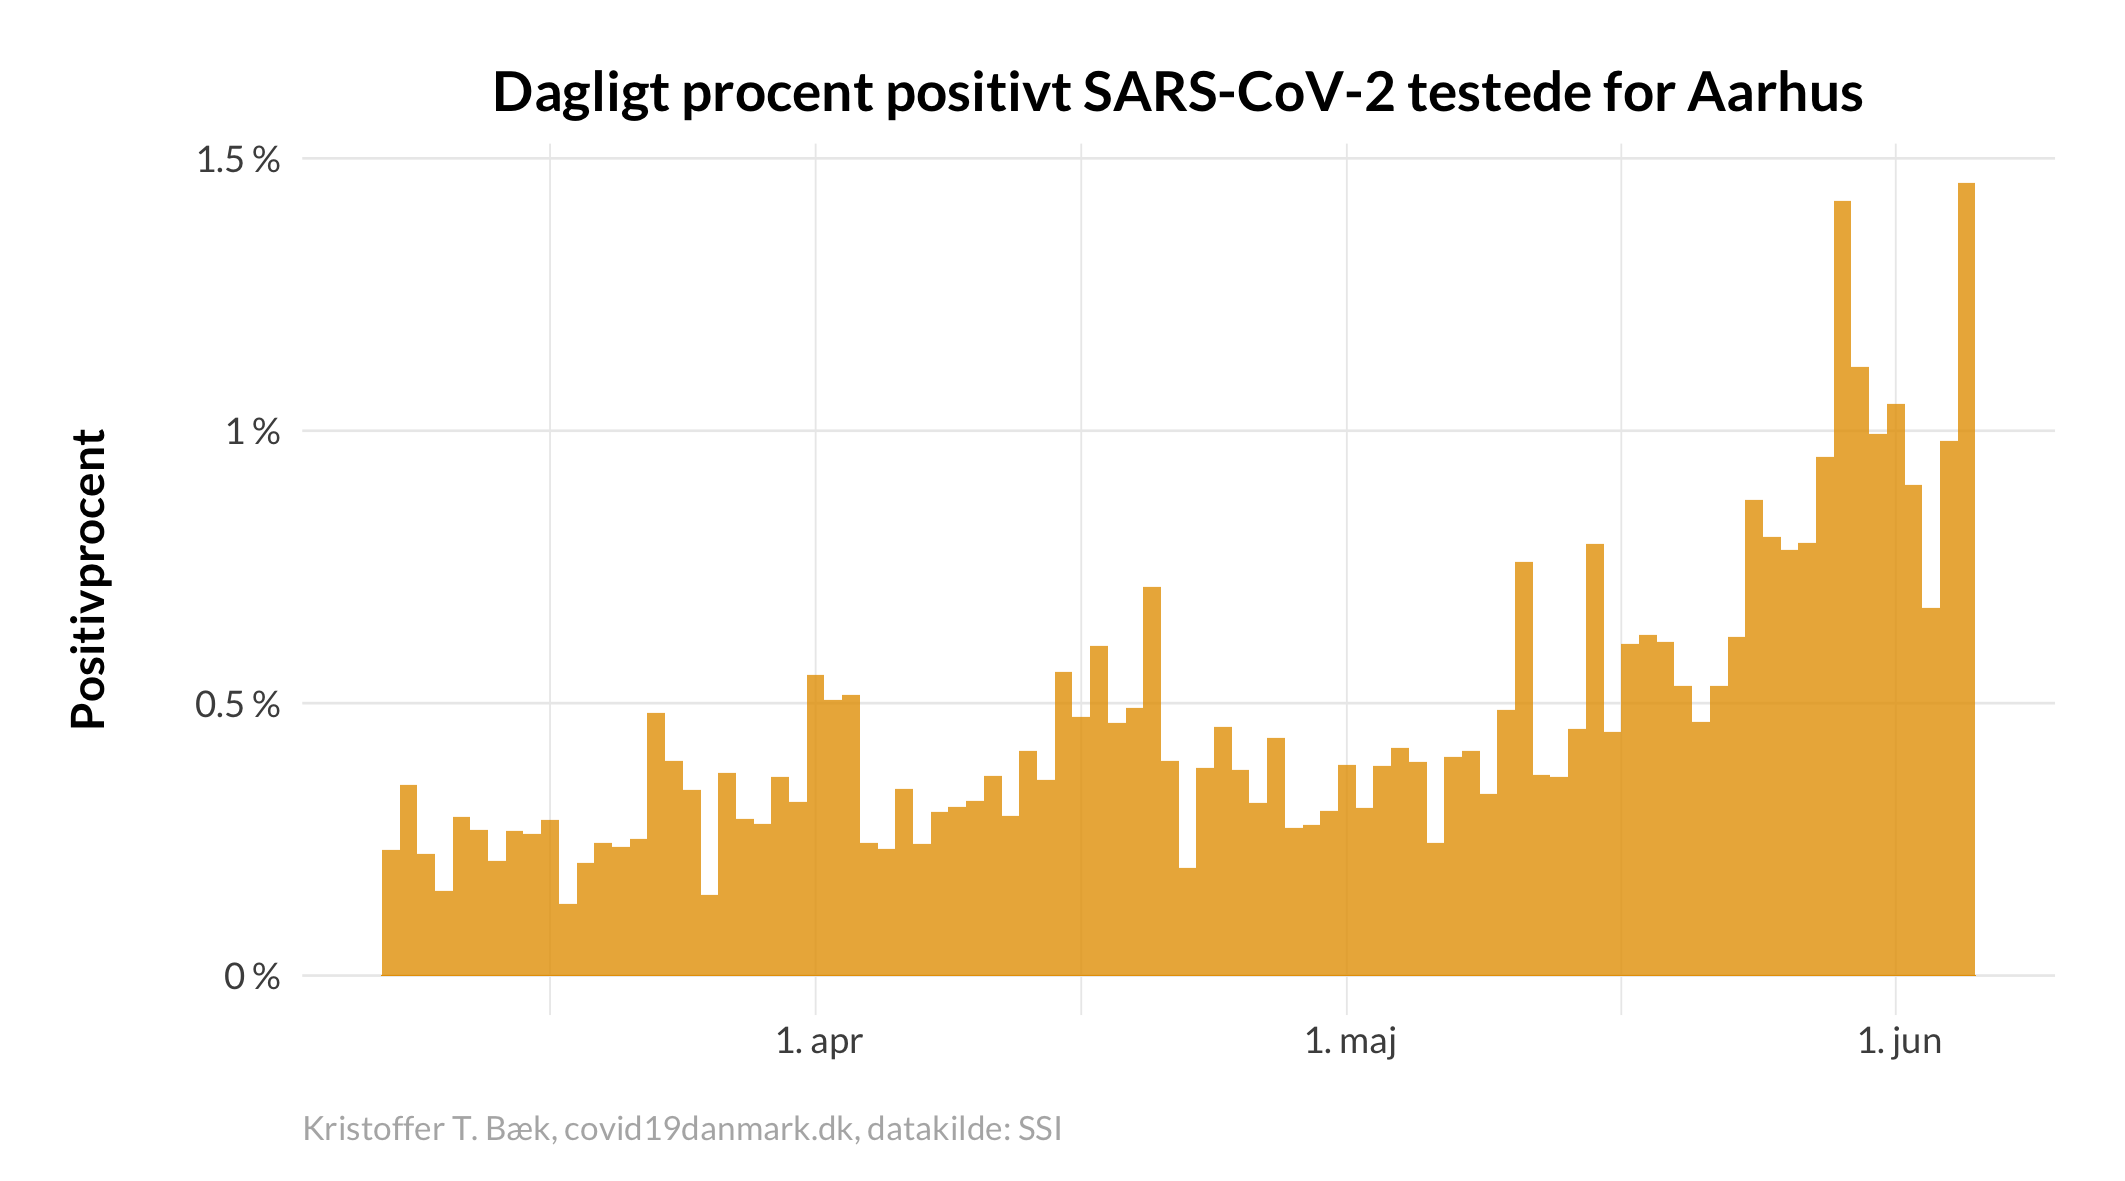 Dagligt procent positivt SARS-CoV-2 testede for Aarhus
Positivprocent
1.5 %
1 %
0.5 %
0 %
1. apr
1. maj
1. jun
Kristoffer T. Bæk, covid19danmark.dk, datakilde: SSI